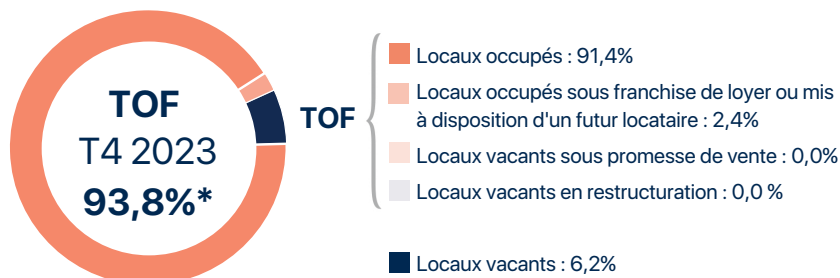 TOF
T4 2023
93,8%*
TOF
Locaux occupés : 91,4%
Locaux occupés sous franchise de loyer ou mis
à disposition d'un futur locataire : 2,4%
Locaux vacants sous promesse de vente : 0,0%
Locaux vacants en restructuration : 0,0 %
Locaux vacants : 6,2%